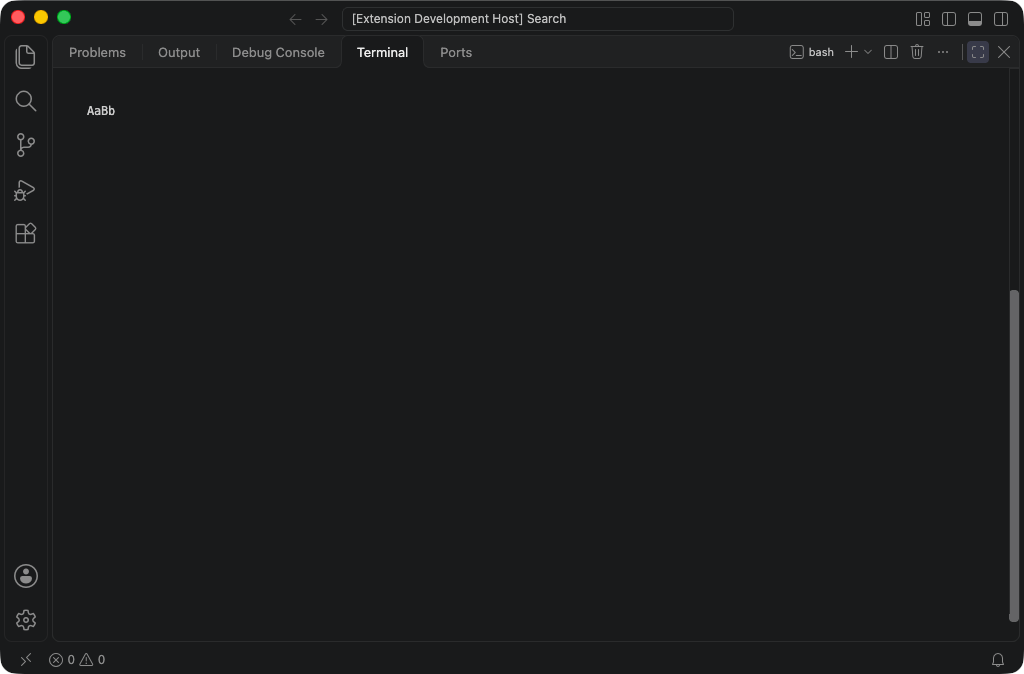 [Extension Development Host] Search
Problems Output Debug Console Terminal Ports bash
AaBb
0 0